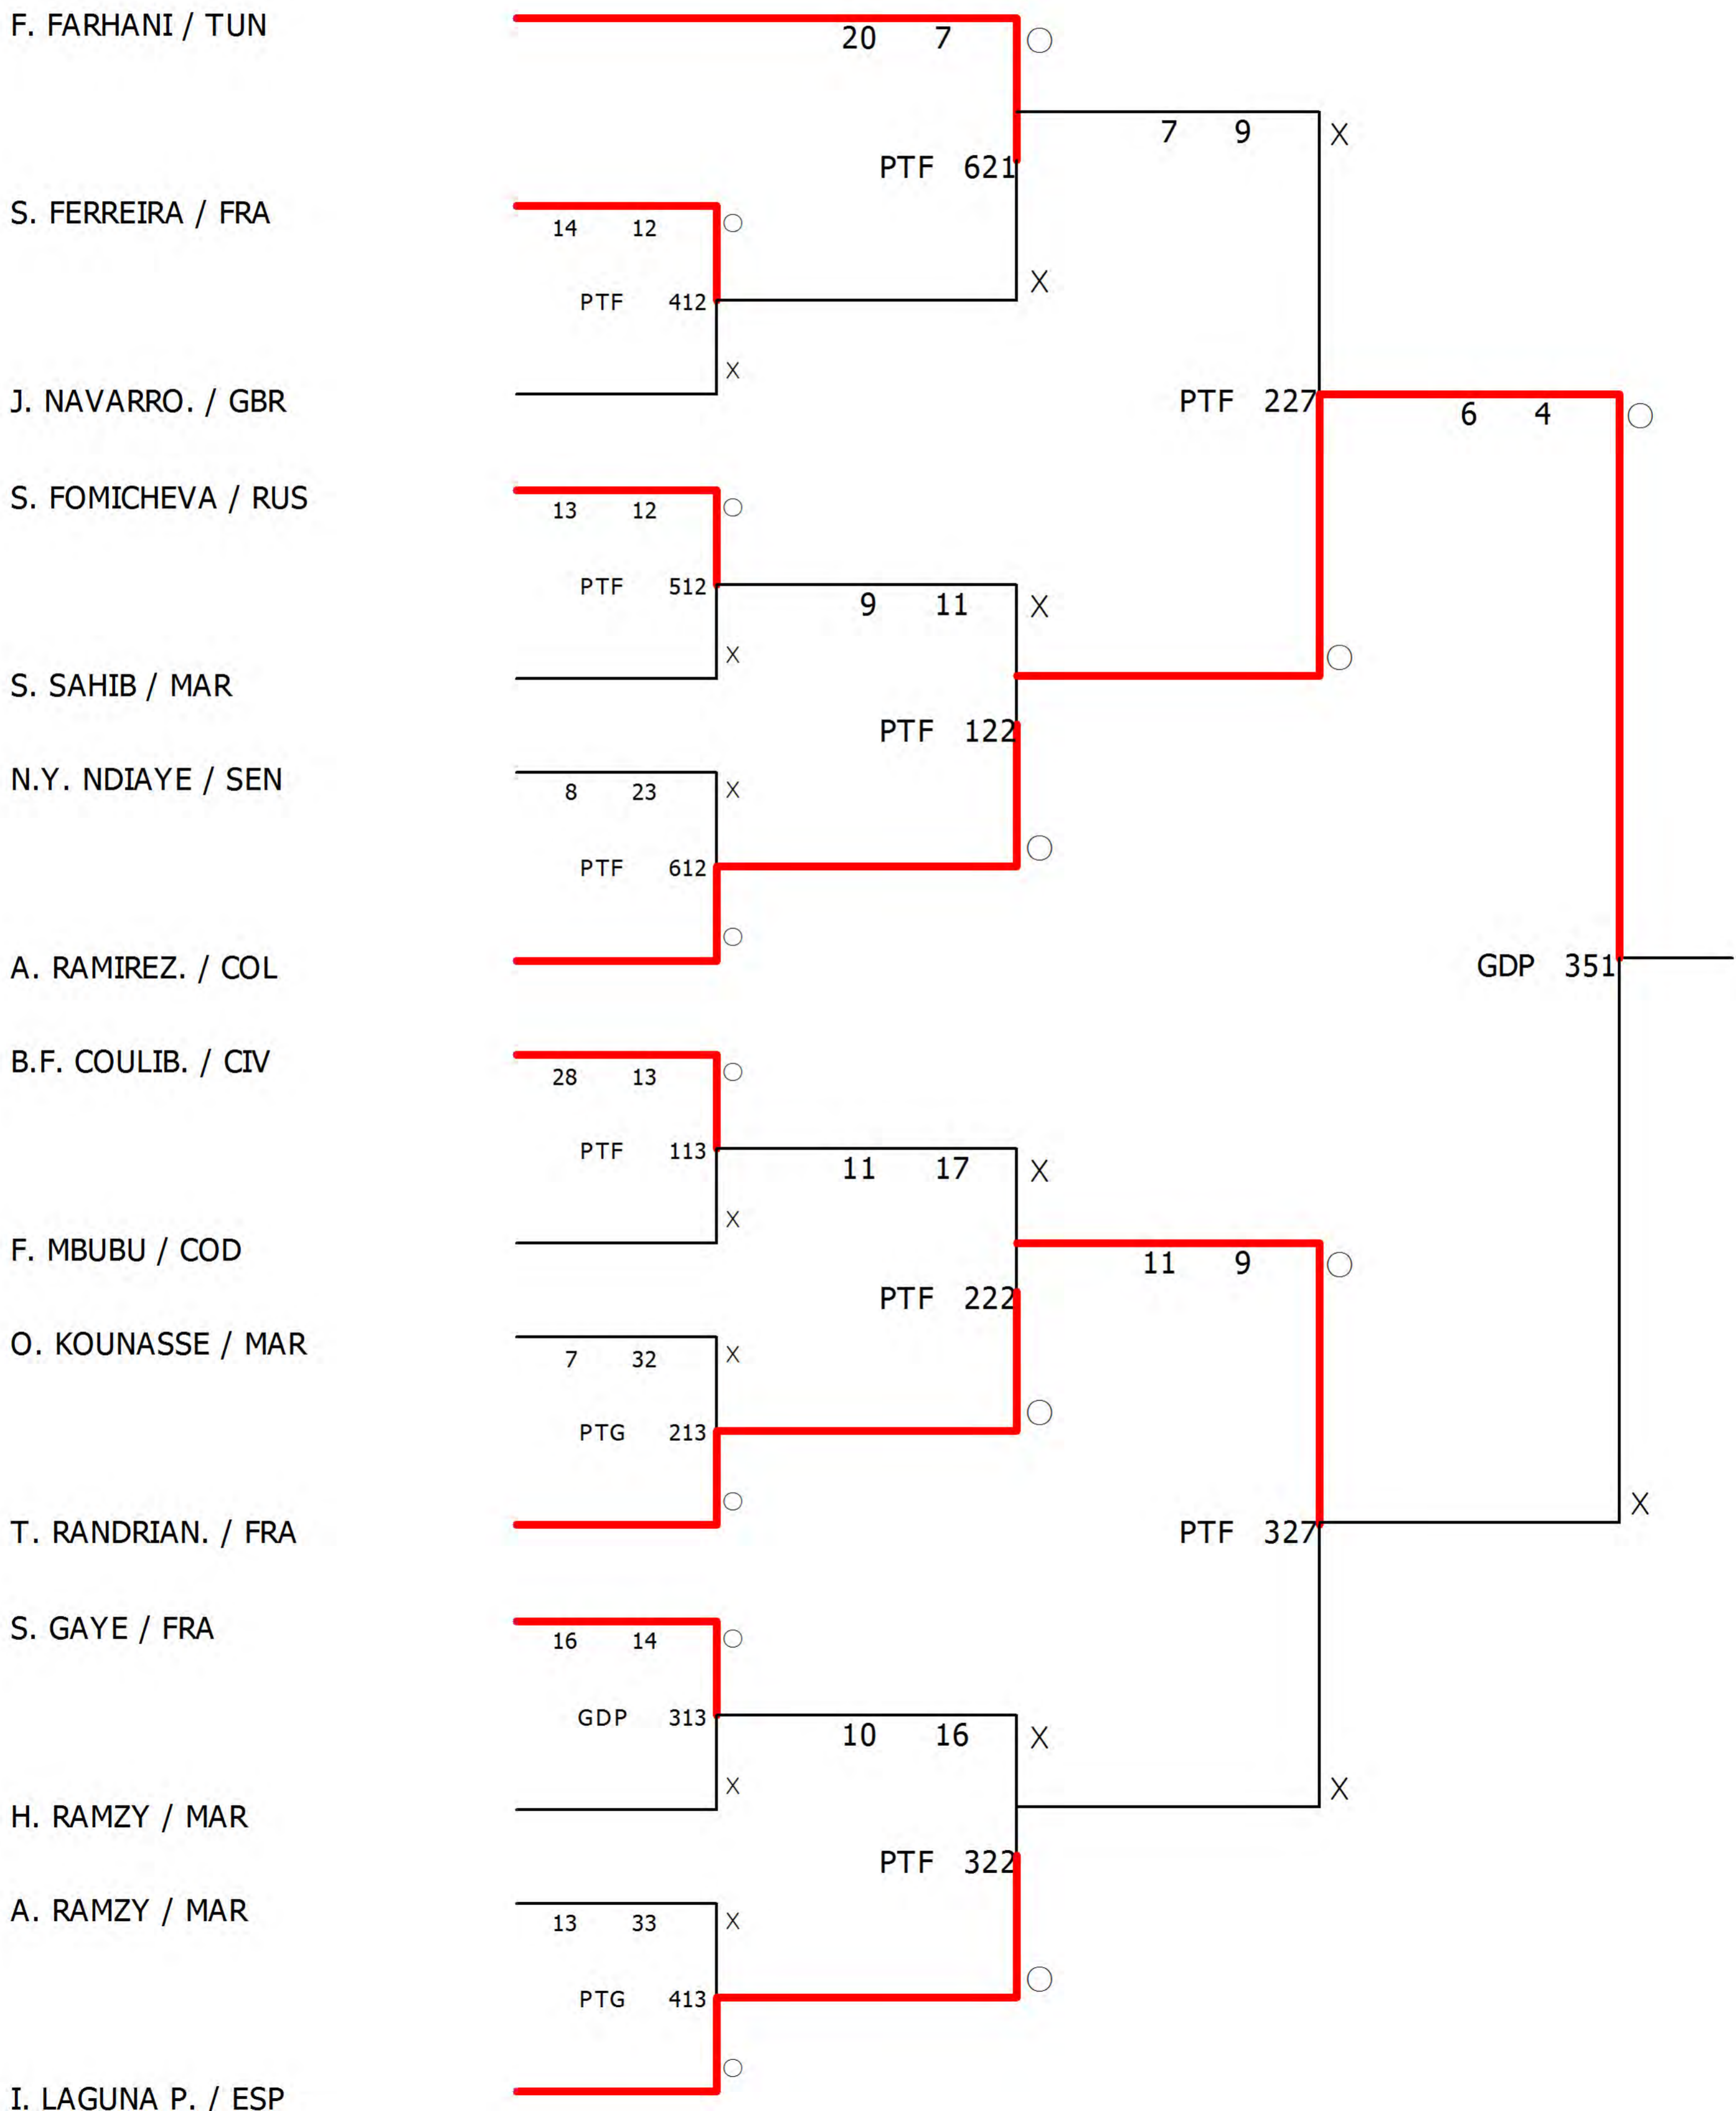 F. FARHANI / TUN
20 7
7 9 X
PTF 621
S. FERREIRA / FRA
14 12
X
PTF 412
X
J. NAVARRO. / GBR
PTF 227
6 4
S. FOMICHEVA / RUS
13 12
PTF 512
9 11 X
X
S. SAHIB / MAR
PTF 122
N.Y. NDIAYE / SEN
8 23 X
PTF 612
A. RAMIREZ. / COL
GDP 351
B.F. COULIB. / CIV
28 13
PTF 113
11 17 X
X
F. MBUBU / COD
11 9
PTF 222
O. KOUNASSE / MAR
7 32 X
PTG 213
X
T. RANDRIAN. / FRA
PTF 327
S. GAYE / FRA
16 14
GDP 313
10 16 X
X
X
H. RAMZY / MAR
PTF 322
A. RAMZY / MAR
13 33 X
PTG 413
I. LAGUNA P. / ESP